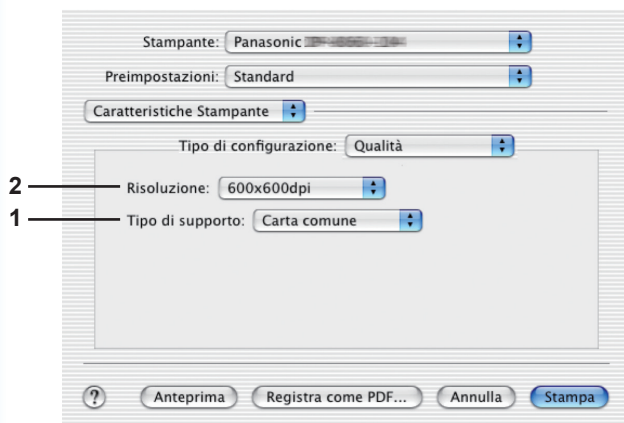 Stampante: Panasonic
Preimpostazioni: Standard
Caratteristiche Stampante
Tipo di configurazione: Qualità
2 Risoluzione: 600x600dpi
1 Tipo di supporto: Carta comune
? Anteprima Registra come PDF... Annulla Stampa